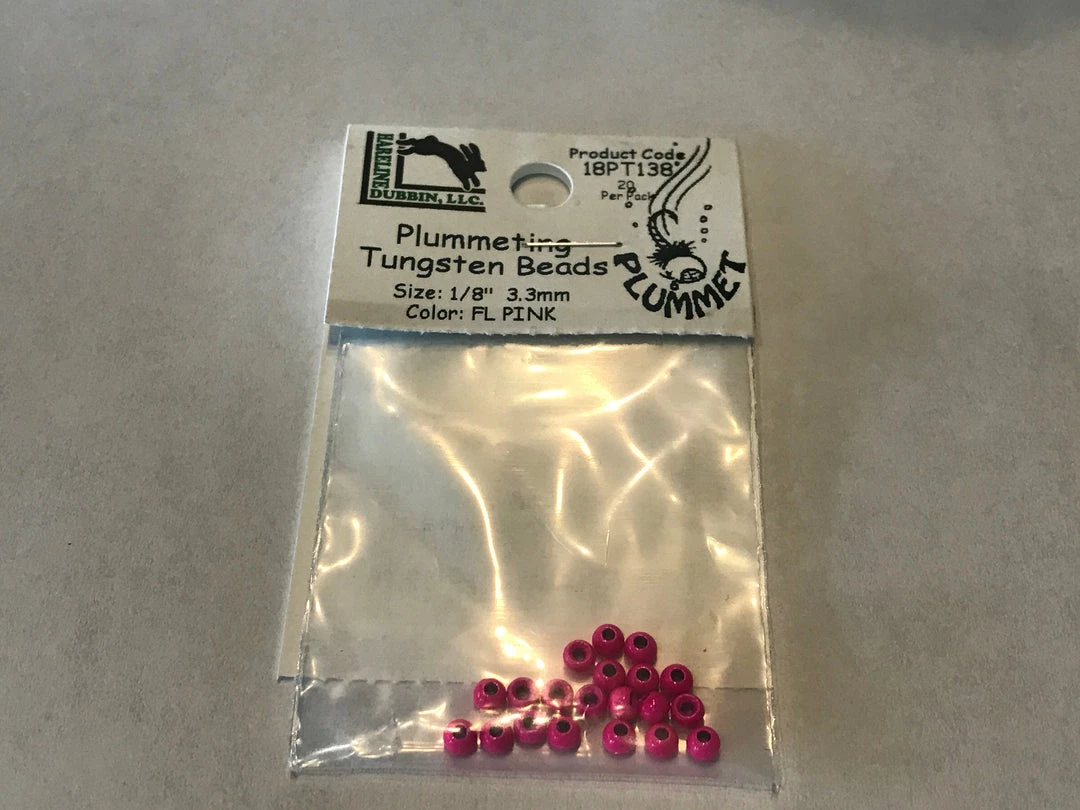 HARELINE
DUBBIN, LLC.
Product Code
18PT138
20
Per Pack
Plummeting
Tungsten Beads
Size: 1/8" 3.3mm
Color: FL PINK
PLUMMET